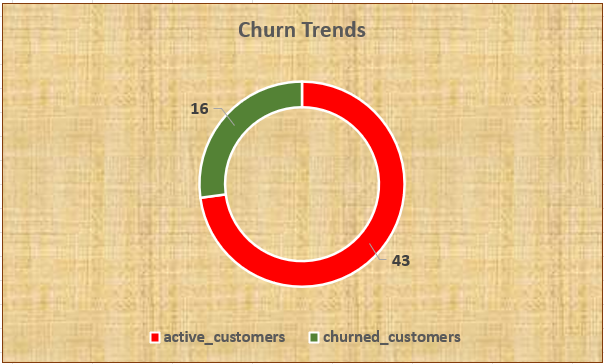 Churn Trends
16
43
active_customers churned_customers